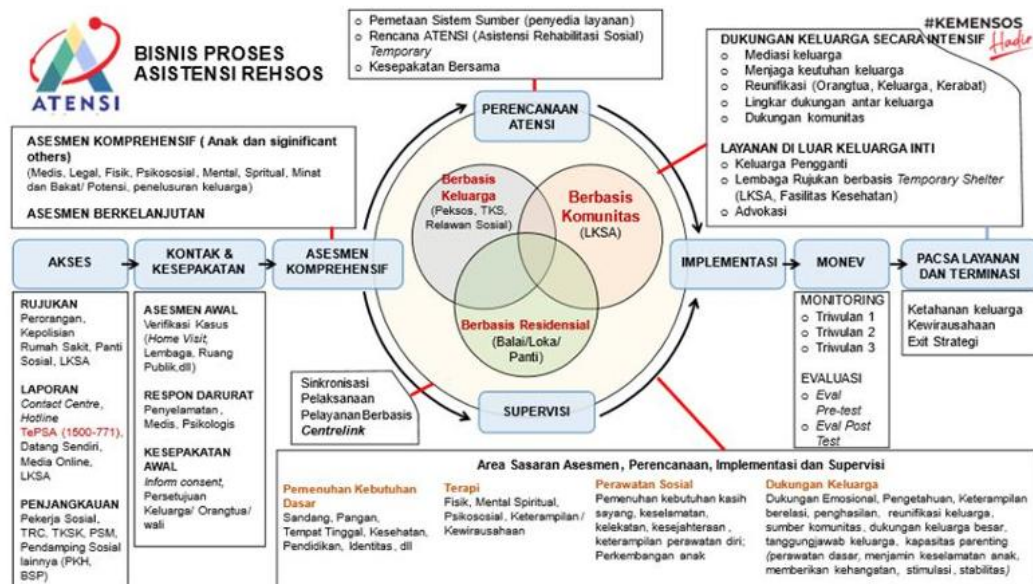 #KEMENSOS
Hadir
ATENSI
BISNIS PROSES
ASISTENSI REHSOS
o Pemetaan Sistem Sumber (penyedia layanan)
o Rencana ATENSI (Asistensi Rehabilitasi Sosial)
Temporary
o Kesepakatan Bersama
DUKUNGAN KELUARGA SECARA INTENSIF
o Mediasi keluarga
o Menjaga keutuhan keluarga
o Reunifikasi (Orangtua, Keluarga, Kerabat)
o Lingkar dukungan antar keluarga
o Dukungan komunitas
LAYANAN DI LUAR KELUARGA INTI
o Keluarga Pengganti
o Lembaga Rujukan berbasis Temporary Shelter
(LKSA, Fasilitas Kesehatan)
o Advokasi
ASESMEN KOMPREHENSIF ( Anak dan siginificant
others)
(Medis, Legal, Fisik, Psikososial, Mental, Spritual, Minat
dan Bakat/ Potensi, penelusuran keluarga)
ASESMEN BERKELANJUTAN
PERENCANAAN
ATENSI
Berbasis
Keluarga
(Peksos, TKS,
Relawan Sosial)
Berbasis
Komunitas
(LKSA)
Berbasis Residensial
(Balai/Loka/
Panti)
AKSES
KONTAK &
KESEPAKATAN
ASESMEN
KOMPREHENSIF
IMPLEMENTASI
MONEV
PACSA LAYANAN
DAN TERMINASI
SUPERVISI
RUJUKAN
Perorangan,
Kepolisian
Rumah Sakit, Panti
Sosial, LKSA
LAPORAN
Contact Centre,
Hotline
TePSA (1500-771),
Datang Sendiri,
Media Online,
LKSA
PENJANGKAUAN
Pekerja Sosial,
TRC, TKSK, PSM,
Pendamping Sosial
lainnya (PKH,
BSP)
ASESMEN AWAL
Verifikasi Kasus
(Home Visit,
Lembaga, Ruang
Publik,dll)
RESPON DARURAT
Penyelamatan ,
Medis, Psikologis
KESEPAKATAN
AWAL
Inform consent,
Persetujuan
Keluarga/ Orangtua/
wali
Sinkronisasi
Pelaksanaan
Pelayanan Berbasis
Centrelink
MONITORING
o Triwulan 1
o Triwulan 2
o Triwulan 3
EVALUASI
o Eval
Pre-test
o Eval Post
Test
Ketahanan keluarga
Kewirausahaan
Exit Strategi
Area Sasaran Asesmen, Perencanaan, Implementasi dan Supervisi
Pemenuhan Kebutuhan
Dasar
Sandang, Pangan,
Tempat Tinggal, Kesehatan,
Pendidikan, Identitas, dll
Terapi
Fisik, Mental Spiritual,
Psikososial, Keterampilan /
Kewirausahaan
Perawatan Sosial
Pemenuhan kebutuhan kasih
sayang, keselamatan,
kelekatan, kesejahteraan ,
keterampilan perawatan diri;
Perkembangan anak
Dukungan Keluarga
Dukungan Emosional, Pengetahuan, Keterampilan
berelasi, penghasilan, reunifikasi keluarga,
sumber komunitas, dukungan keluarga besar,
tanggungjawab keluarga, kapasitas parenting
(perawatan dasar, menjamin keselamatan anak,
memberikan kehangatan, stimulasi, stabilitas)